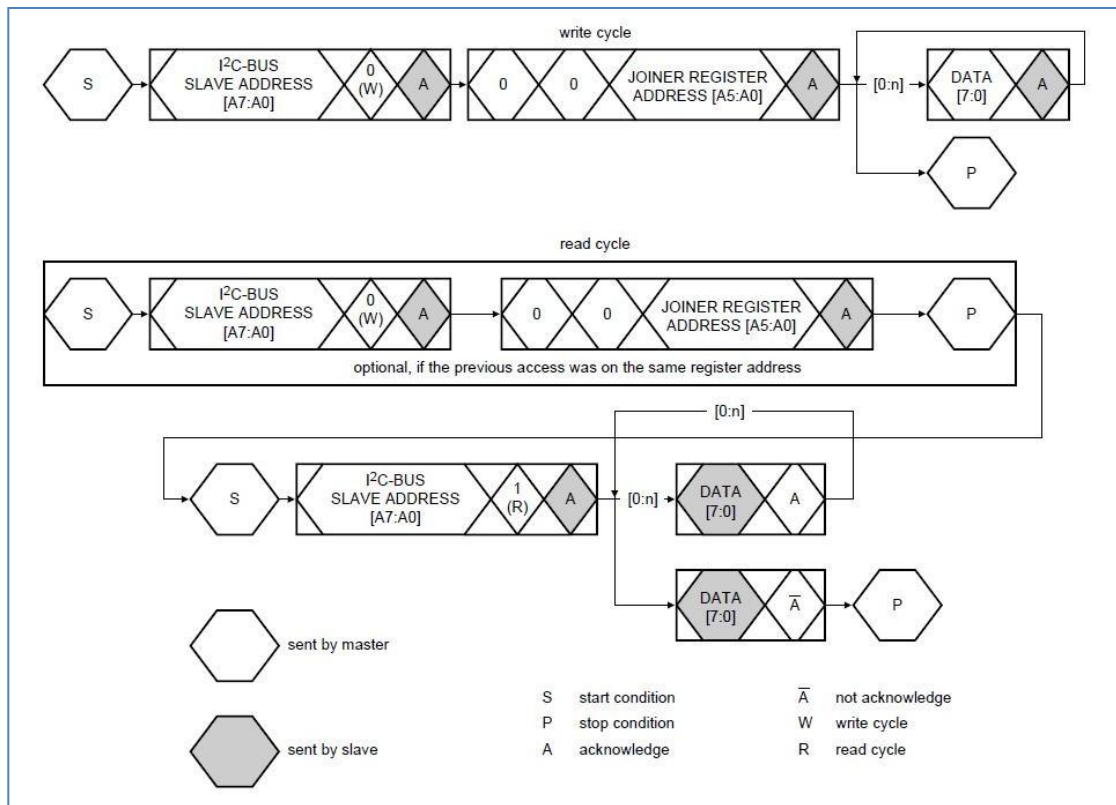 write cycle
S
I²C-BUS
SLAVE ADDRESS
[A7:A0]
0
(W)
A
0
0
JOINER REGISTER
ADDRESS [A5:A0]
A
[0:n]
DATA
[7:0]
A
P
read cycle
S
I²C-BUS
SLAVE ADDRESS
[A7:A0]
0
(W)
A
0
0
JOINER REGISTER
ADDRESS [A5:A0]
A
P
optional, if the previous access was on the same register address
[0:n]
S
I²C-BUS
SLAVE ADDRESS
[A7:A0]
1
(R)
A
[0:n]
DATA
[7:0]
A
DATA
[7:0]
A̅
P
sent by master
sent by slave
S start condition
P stop condition
A acknowledge
A̅ not acknowledge
W write cycle
R read cycle